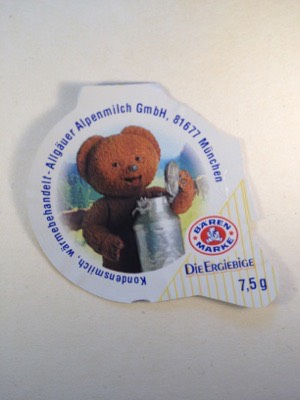 Kondensmilch, wärmebehandelt - Allgäuer Alpenmilch GmbH, 81677 München
BÄREN
MARKE
DIE ERGIEBIGE
7,5 g